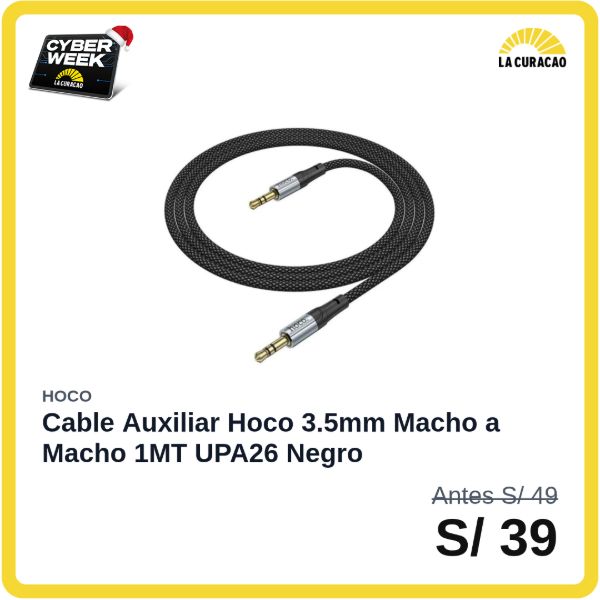 CYBER
WEEK
LA CURACAO
LA CURACAO
HOCO
Cable Auxiliar Hoco 3.5mm Macho a
Macho 1MT UPA26 Negro
Antes S/ 49
S/ 39